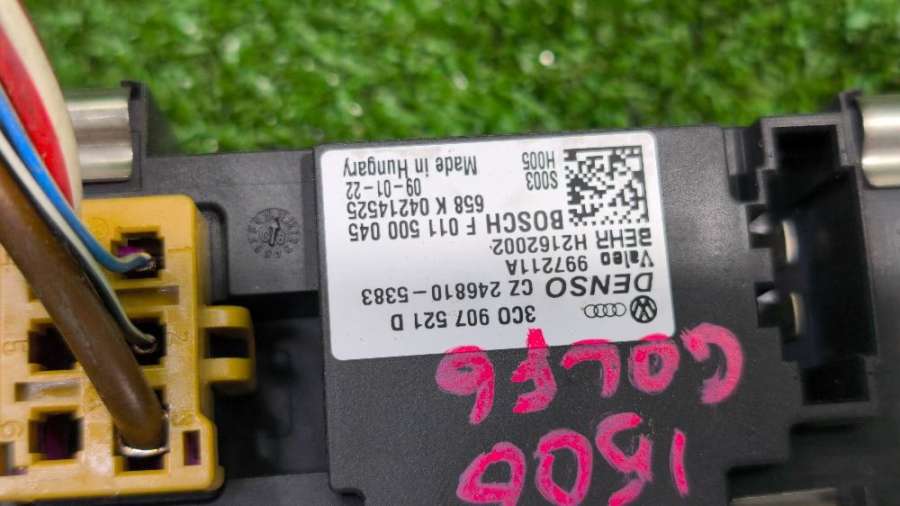 3C0 907 521 D
DENSO CZ 246810-5383
Valeo 997211A
BEHR H2162002
BOSCH F 011 500 045
658 K 04214525
S003 09-01-22
H005 Made in Hungary
GOLF6
1500